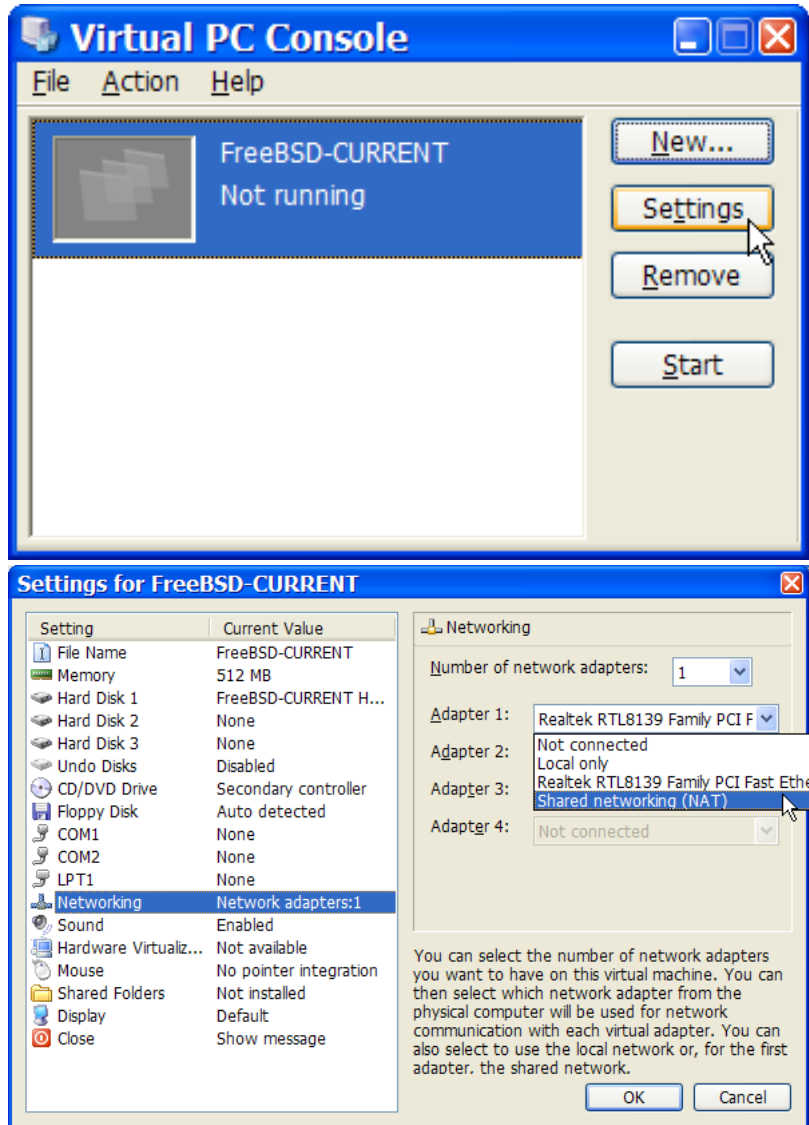 Virtual PC Console
File Action Help
FreeBSD-CURRENT
Not running
New...
Settings
Remove
Start
Settings for FreeBSD-CURRENT
Setting Current Value
File Name FreeBSD-CURRENT
Memory 512 MB
Hard Disk 1 FreeBSD-CURRENT H...
Hard Disk 2 None
Hard Disk 3 None
Undo Disks Disabled
CD/DVD Drive Secondary controller
Floppy Disk Auto detected
COM1 None
COM2 None
LPT1 None
Networking Network adapters:1
Sound Enabled
Hardware Virtualiz... Not available
Mouse No pointer integration
Shared Folders Not installed
Display Default
Close Show message
Networking
Number of network adapters: 1
Adapter 1: Realtek RTL8139 Family PCI F
Not connected
Adapter 2:
Local only
Realtek RTL8139 Family PCI Fast Ethe
Adapter 3:
Shared networking (NAT)
Adapter 4: Not connected
You can select the number of network adapters
you want to have on this virtual machine. You can
then select which network adapter from the
physical computer will be used for network
communication with each virtual adapter. You can
also select to use the local network or, for the first
adapter, the shared network.
OK Cancel